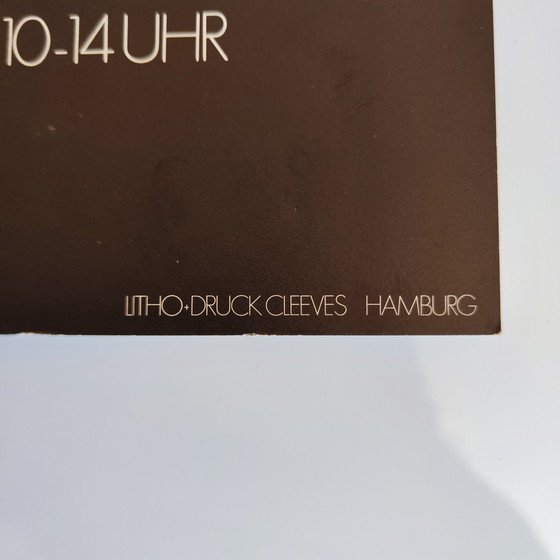 10-14 UHR
LITHO+DRUCK CLEEVES HAMBURG